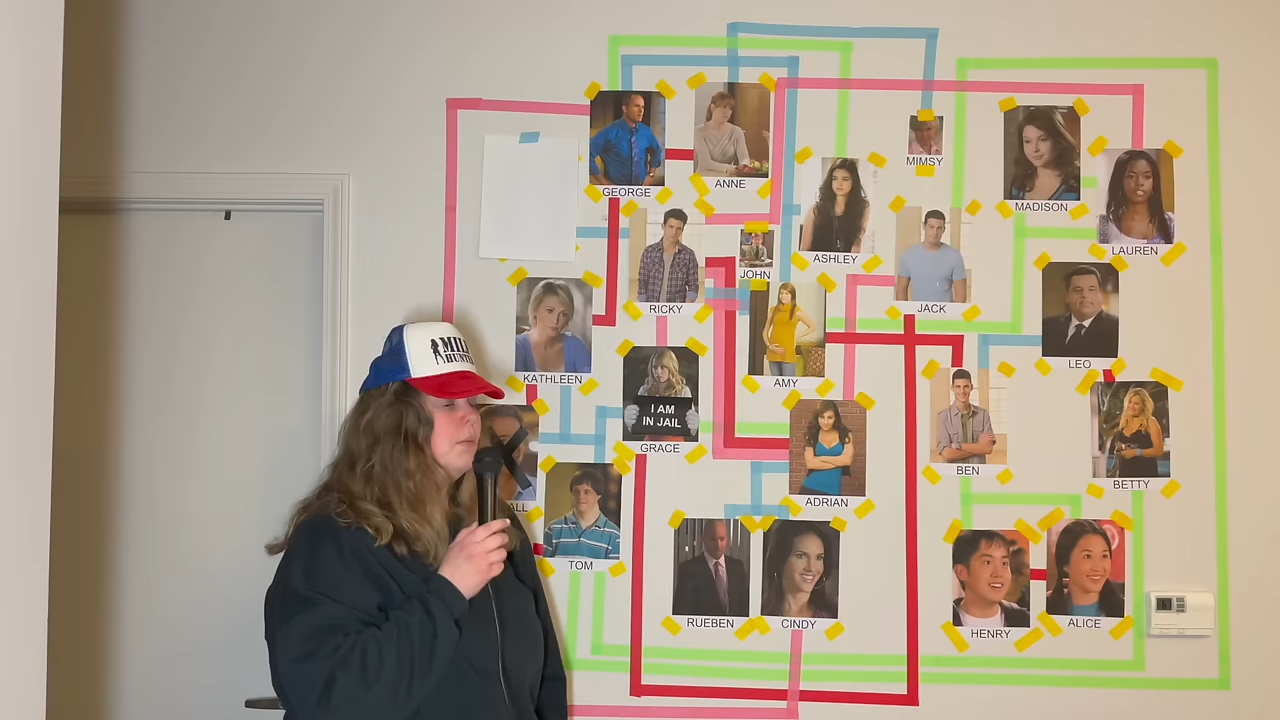 GEORGE
ANNE
MIMSY
MADISON
LAUREN
RICKY
JOHN
ASHLEY
JACK
LEO
KATHLEEN
AMY
GRACE
I AM
IN JAIL
BEN
BETTY
ADRIAN
TOM
RUEBEN
CINDY
HENRY
ALICE